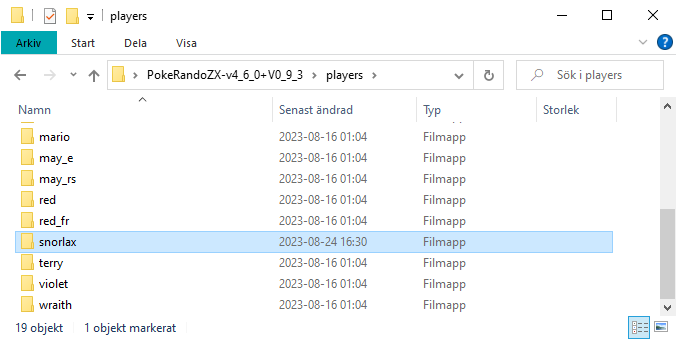 players
Arkiv Start Dela Visa
PokeRandoZX-v4_6_0+V0_9_3 players Sök i players
Namn Senast ändrad Typ Storlek
mario 2023-08-16 01:04 Filmapp
may_e 2023-08-16 01:04 Filmapp
may_rs 2023-08-16 01:04 Filmapp
red 2023-08-16 01:04 Filmapp
red_fr 2023-08-16 01:04 Filmapp
snorlax 2023-08-24 16:30 Filmapp
terry 2023-08-16 01:04 Filmapp
violet 2023-08-16 01:04 Filmapp
wraith 2023-08-16 01:04 Filmapp
19 objekt 1 objekt markerat